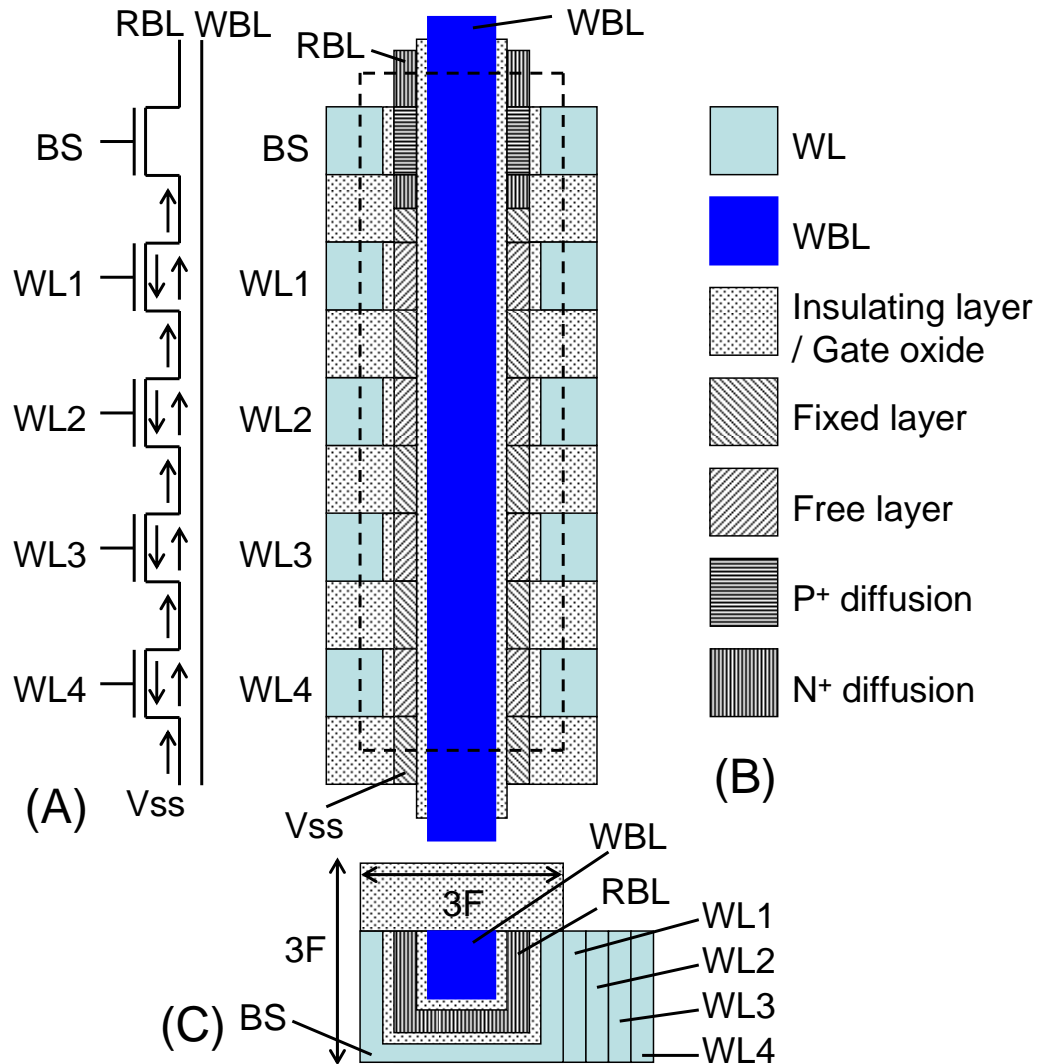 RBL WBL
BS
WL1
WL2
WL3
WL4
Vss
(A)
WBL
RBL
BS
WL1
WL2
WL3
WL4
Vss
WL
WBL
Insulating layer
/ Gate oxide
Fixed layer
Free layer
P+ diffusion
N+ diffusion
(B)
WBL
RBL
3F
3F
WL1
WL2
WL3
WL4
BS
(C)